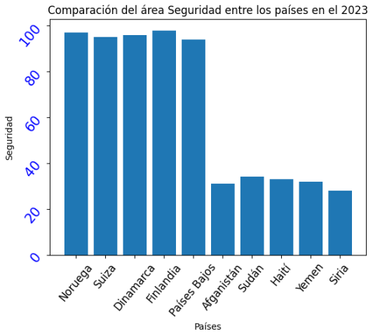 Comparación del área Seguridad entre los países en el 2023
100
80
60
40
20
0
Seguridad
Noruega
Suiza
Dinamarca
Finlandia
Países Bajos
Afganistán
Sudán
Haití
Yemen
Siria
Países